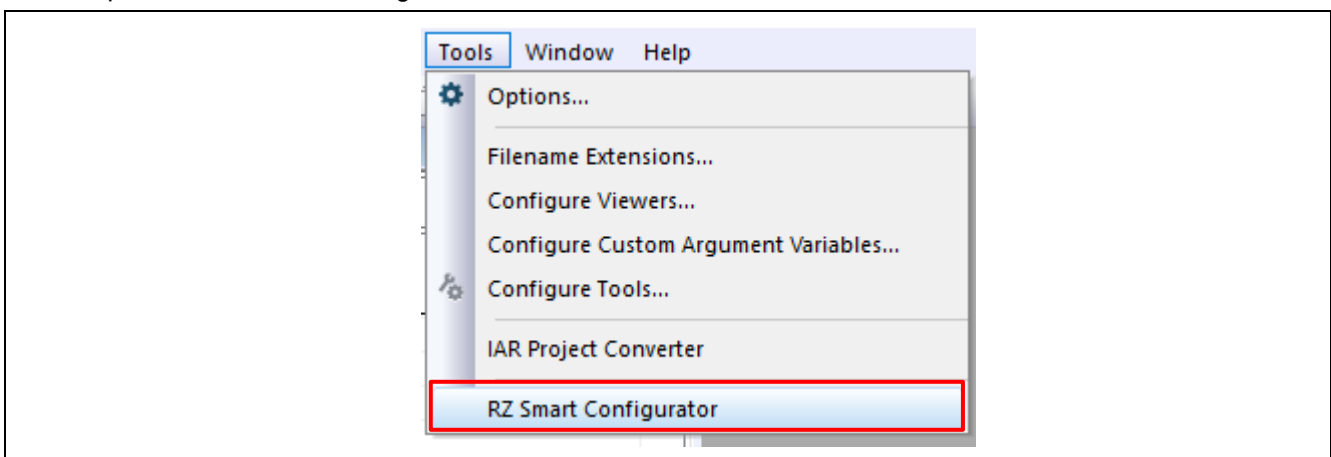 Tools Window Help
Options...
Filename Extensions...
Configure Viewers...
Configure Custom Argument Variables...
Configure Tools...
IAR Project Converter
RZ Smart Configurator